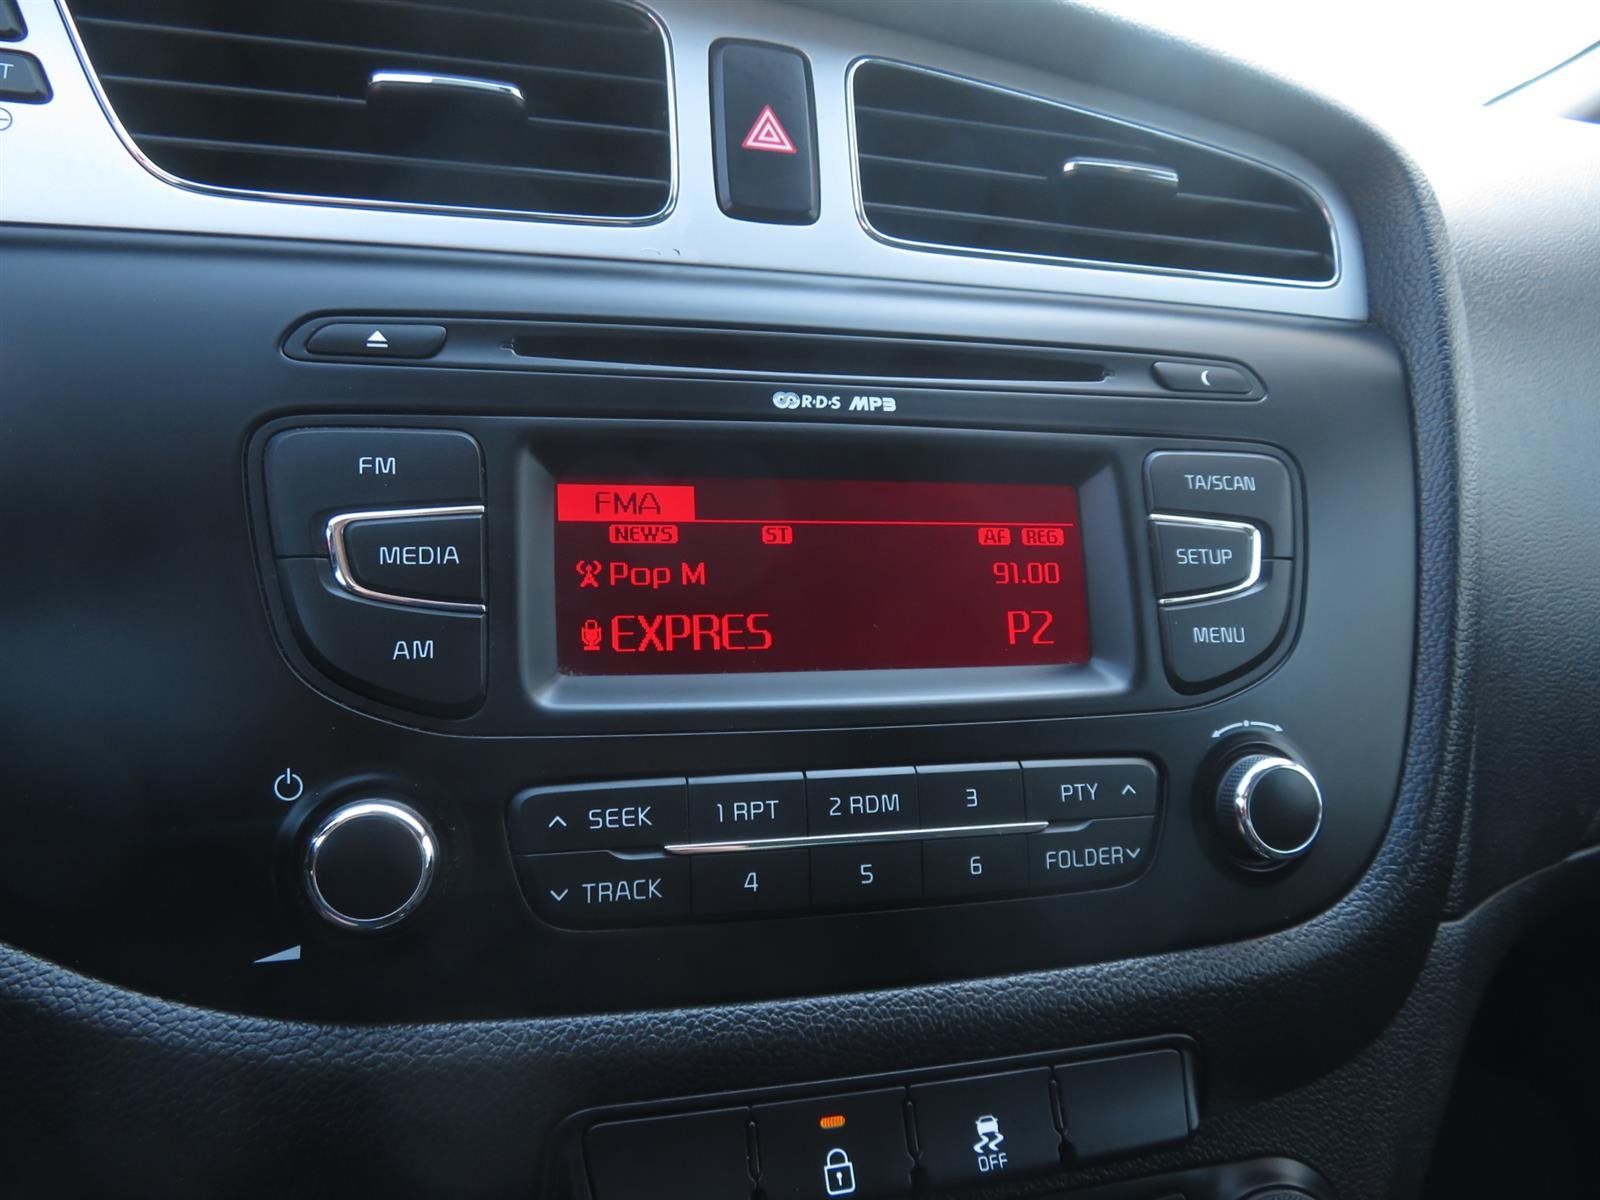 T
R·D·S MP3
FM
MEDIA
AM
FMA
NEWS ST AF REG
Pop M 91.00
EXPRES P2
TA/SCAN
SETUP
MENU
SEEK 1 RPT 2 RDM 3 PTY
TRACK 4 5 6 FOLDER
OFF